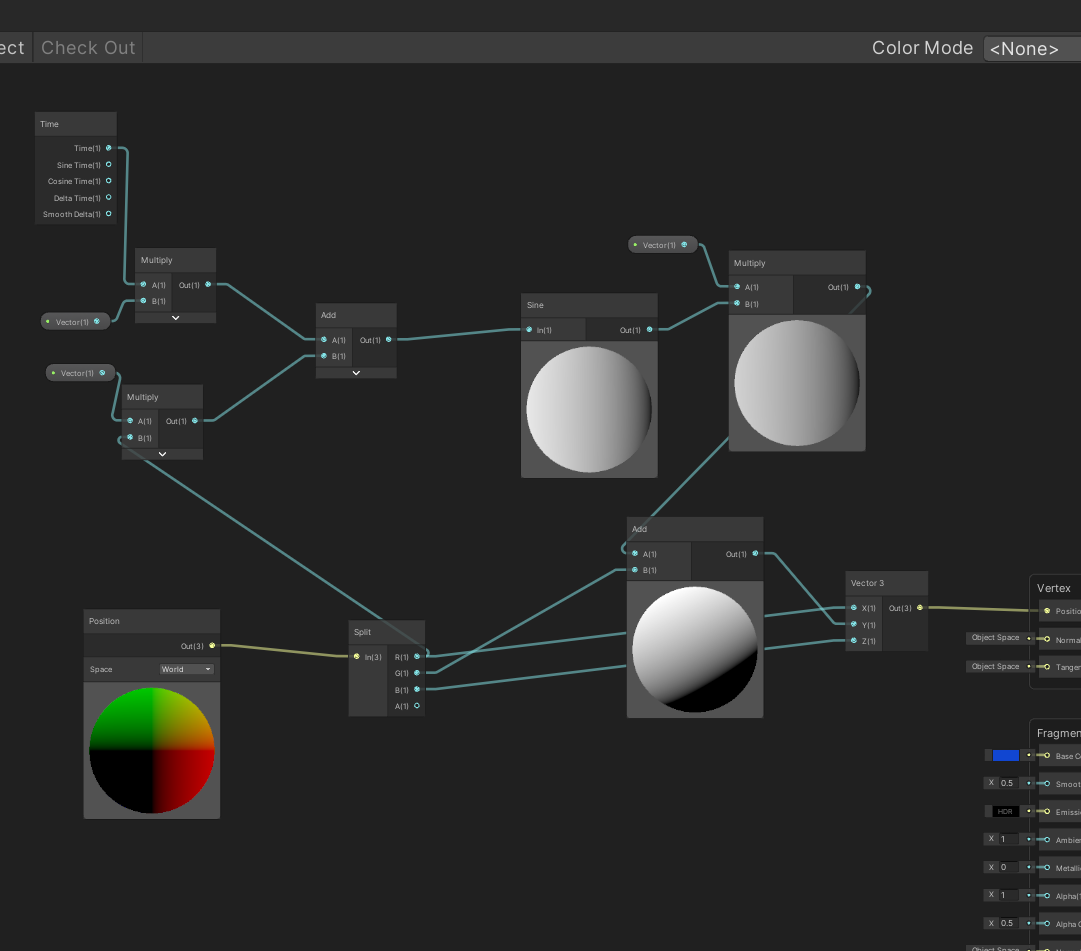 ect Check Out Color Mode <None>
Time
Time(1)
Sine Time(1)
Cosine Time(1)
Delta Time(1)
Smooth Delta(1)
Multiply
A(1) Out(1)
B(1)
Vector(1)
Vector(1)
Multiply
A(1) Out(1)
B(1)
Add
A(1) Out(1)
B(1)
Sine
In(1) Out(1)
Vector(1)
Multiply
A(1) Out(1)
B(1)
Add
A(1) Out(1)
B(1)
Position
Out(3)
Space World
Split
In(3) R(1)
G(1)
B(1)
A(1)
Vector 3
X(1) Out(3)
Y(1)
Z(1)
Vertex
Positio
Object Space Norma
Object Space Tangen
Fragmen
Base Co
X 0.5 Smoot
HDR Emissi
X 1 Ambien
X 0 Metalli
X 1 Alpha(1
X 0.5 Alpha C
Object Space